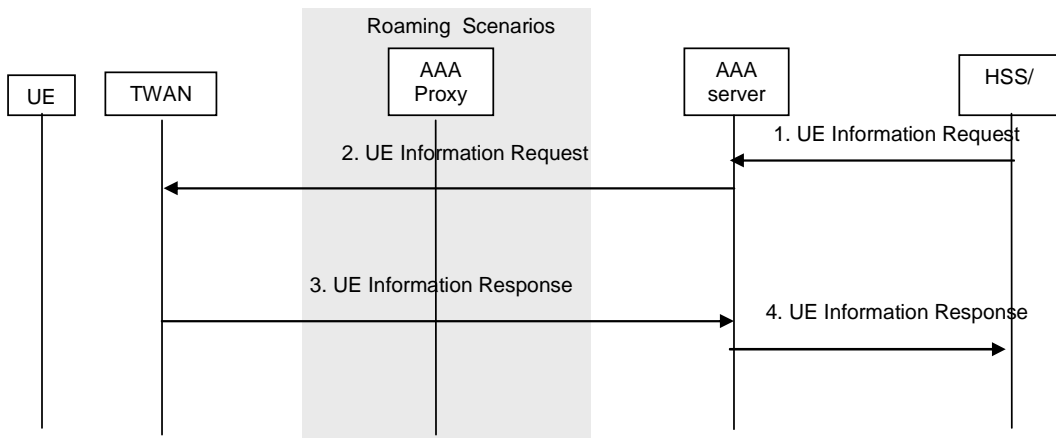 Roaming Scenarios
UE
TWAN
AAA
Proxy
AAA
server
HSS/
1. UE Information Request
2. UE Information Request
3. UE Information Response
4. UE Information Response